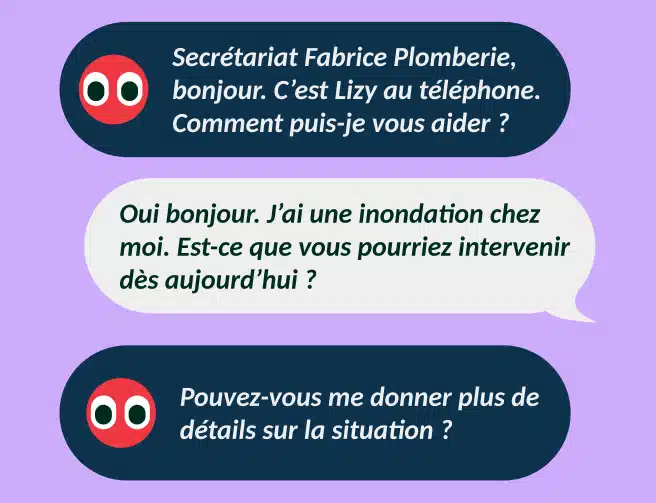 Secrétariat Fabrice Plomberie,
bonjour. C’est Lizy au téléphone.
Comment puis-je vous aider ?
Oui bonjour. J’ai une inondation chez
moi. Est-ce que vous pourriez intervenir
dès aujourd’hui ?
Pouvez-vous me donner plus de
détails sur la situation ?